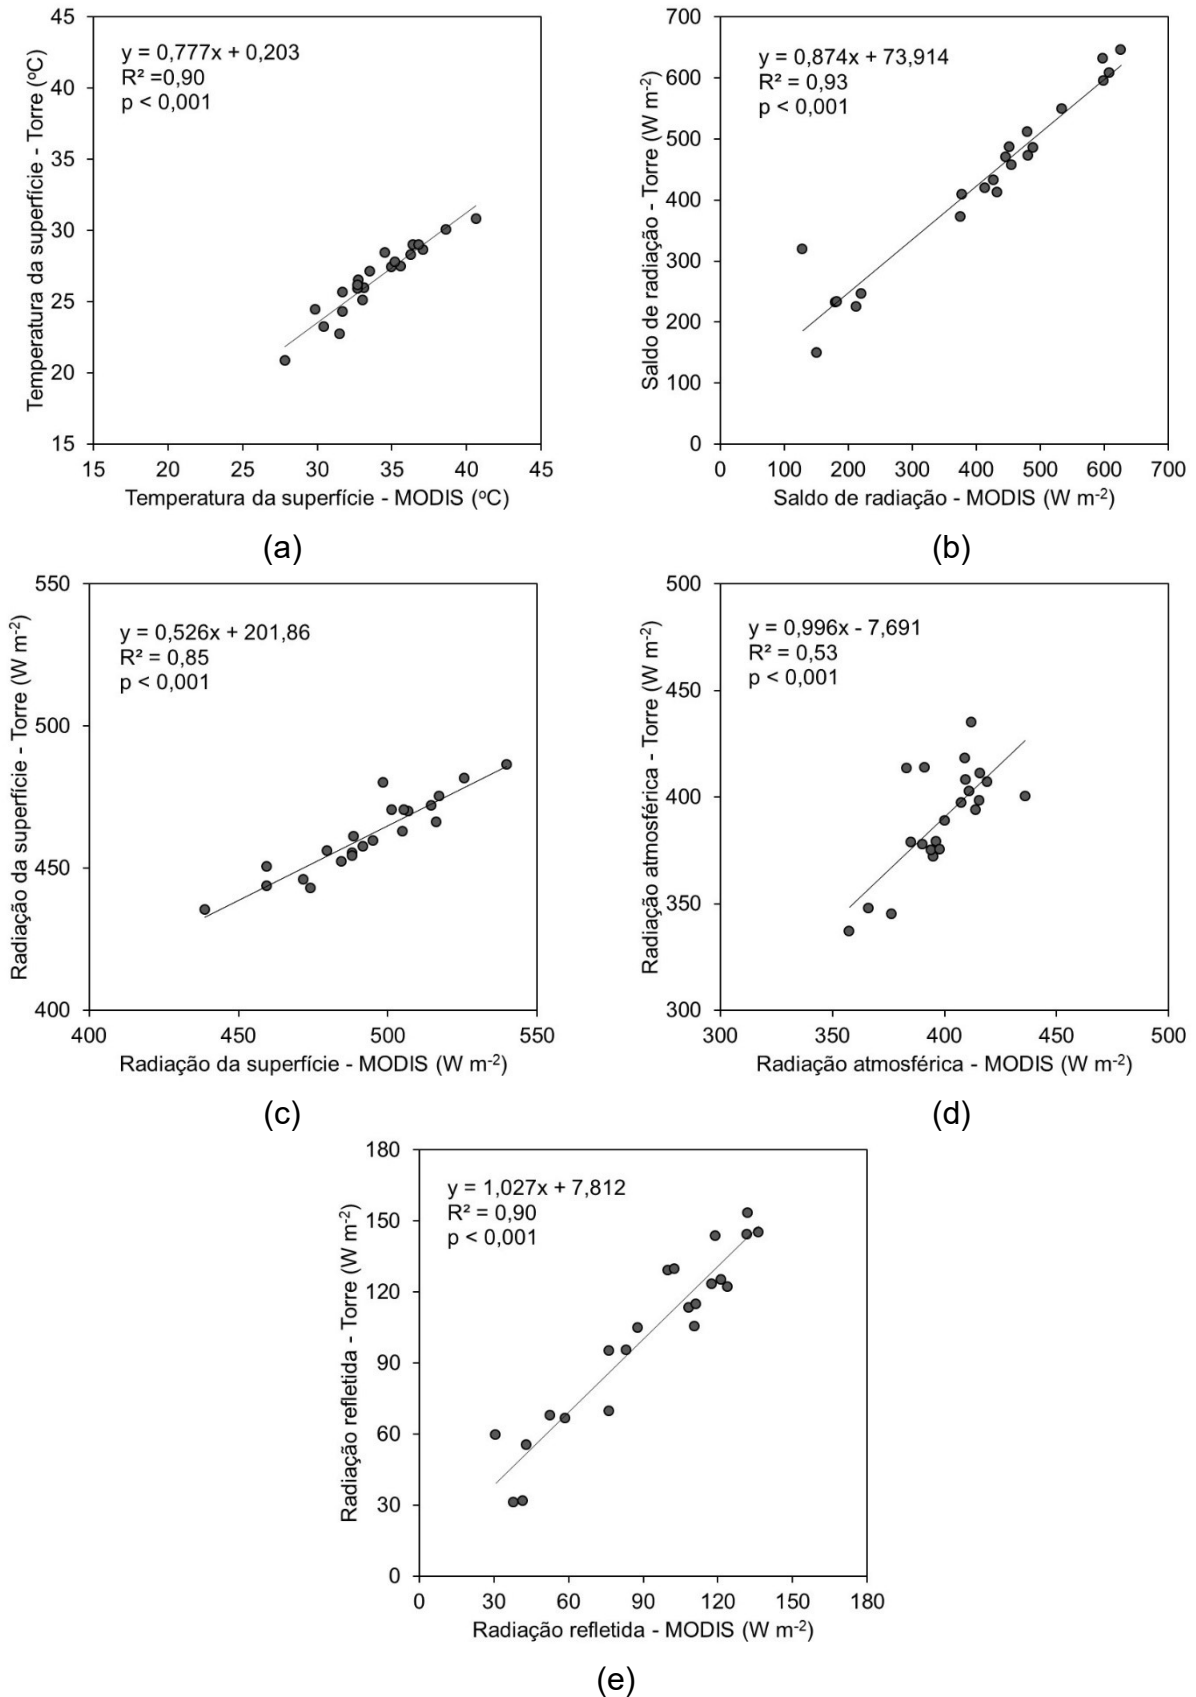 45
40
35
30
25
20
15
15 20 25 30 35 40 45
y = 0,777x + 0,203
R² =0,90
p < 0,001
Temperatura da superfície - Torre (ºC)
Temperatura da superfície - MODIS (ºC)
(a)
700
600
500
400
300
200
100
0
0 100 200 300 400 500 600 700
y = 0,874x + 73,914
R² = 0,93
p < 0,001
Saldo de radiação - Torre (W m-2)
Saldo de radiação - MODIS (W m-2)
(b)
550
500
450
400
400 450 500 550
y = 0,526x + 201,86
R² = 0,85
p < 0,001
Radiação da superfície - Torre (W m-2)
Radiação da superfície - MODIS (W m-2)
(c)
500
450
400
350
300
300 350 400 450 500
y = 0,996x - 7,691
R² = 0,53
p < 0,001
Radiação atmosférica - Torre (W m-2)
Radiação atmosférica - MODIS (W m-2)
(d)
180
150
120
90
60
30
0
0 30 60 90 120 150 180
y = 1,027x + 7,812
R² = 0,90
p < 0,001
Radiação refletida - Torre (W m-2)
Radiação refletida - MODIS (W m-2)
(e)